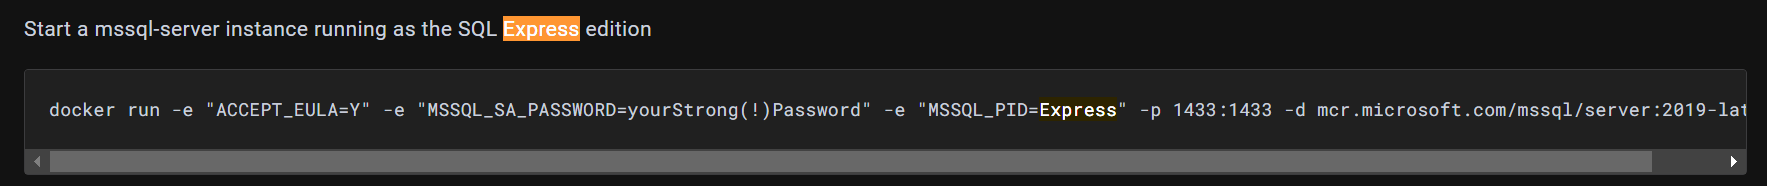 Start a mssql-server instance running as the SQL Express edition
docker run -e "ACCEPT_EULA=Y" -e "MSSQL_SA_PASSWORD=yourStrong(!)Password" -e "MSSQL_PID=Express" -p 1433:1433 -d mcr.microsoft.com/mssql/server:2019-lat